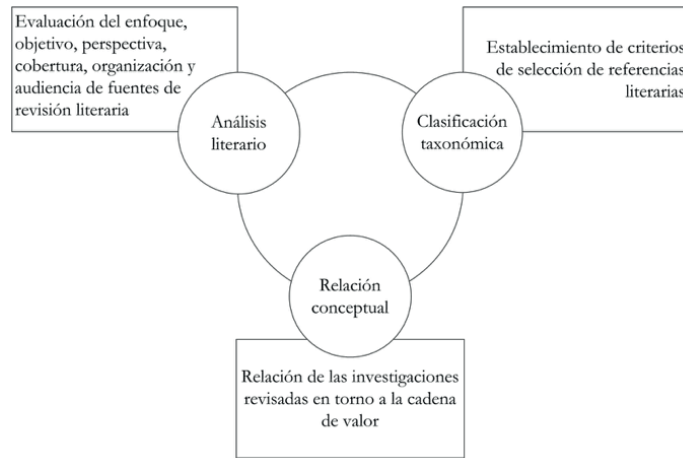 Evaluación del enfoque,
objetivo, perspectiva,
cobertura, organización y
audiencia de fuentes de
revisión literaria
Análisis
literario
Establecimiento de criterios
de selección de referencias
literarias
Clasificación
taxonómica
Relación
conceptual
Relación de las investigaciones
revisadas en torno a la cadena
de valor